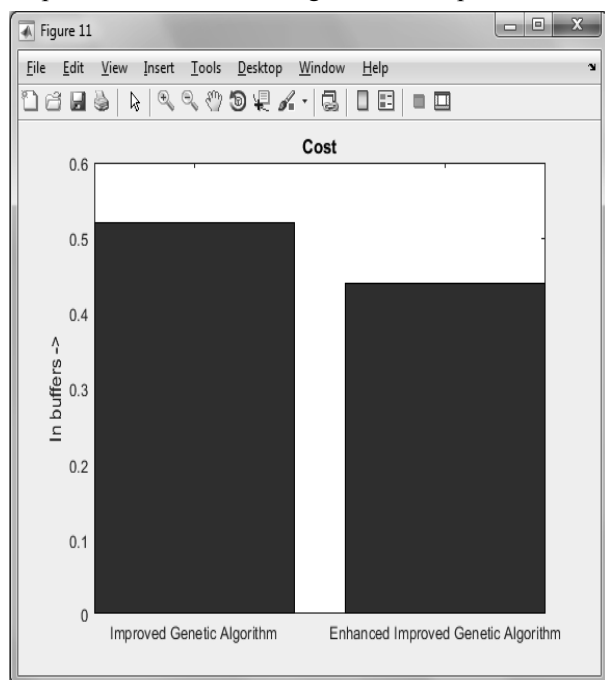 Figure 11
File Edit View Insert Tools Desktop Window Help
Cost
0.6
0.5
0.4
0.3
0.2
0.1
0
In buffers ->
Improved Genetic Algorithm
Enhanced Improved Genetic Algorithm